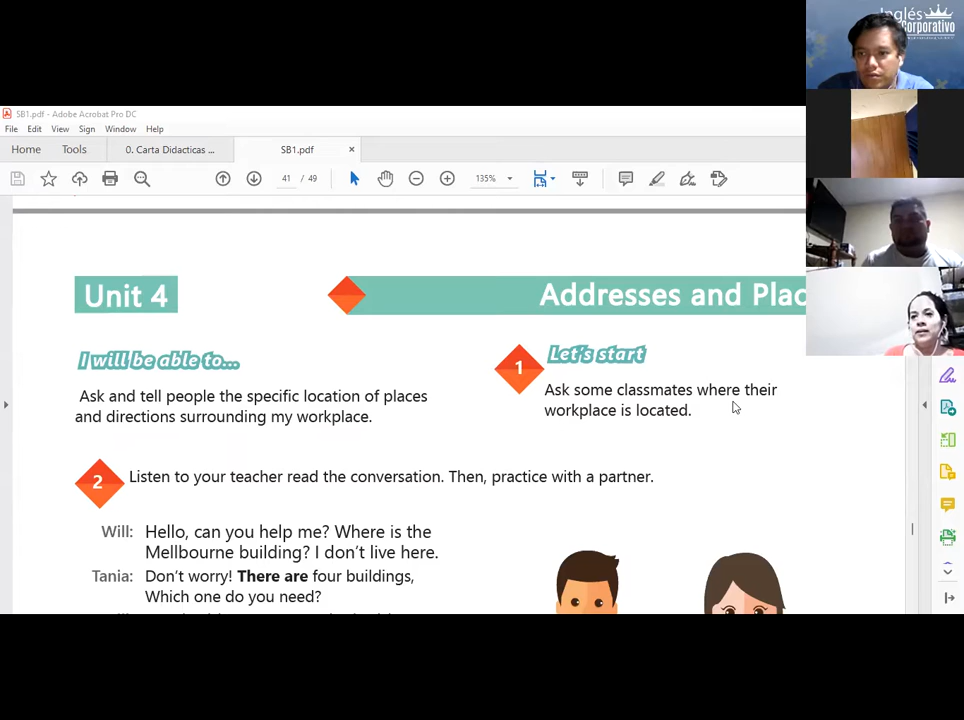 Inglés
Corporativo
SB1.pdf - Adobe Acrobat Pro DC
File Edit View Sign Window Help
Home Tools 0. Carta Didacticas ... SB1.pdf
41 / 49 135%
Unit 4
Addresses and Plac
I will be able to...
Let's start
1
Ask and tell people the specific location of places
and directions surrounding my workplace.
Ask some classmates where their
workplace is located.
2
Listen to your teacher read the conversation. Then, practice with a partner.
Will: Hello, can you help me? Where is the
Mellbourne building? I don't live here.
Tania: Don't worry! There are four buildings,
Which one do you need?